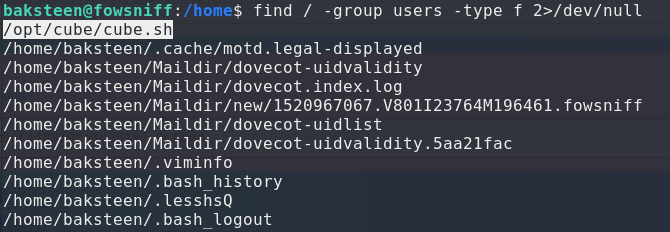 baksteen@fowsniff:/home$ find / -group users -type f 2>/dev/null
/opt/cube/cube.sh
/home/baksteen/.cache/motd.legal-displayed
/home/baksteen/Maildir/dovecot-uidvalidity
/home/baksteen/Maildir/dovecot.index.log
/home/baksteen/Maildir/new/1520967067.V801I23764M196461.fowsniff
/home/baksteen/Maildir/dovecot-uidlist
/home/baksteen/Maildir/dovecot-uidvalidity.5aa21fac
/home/baksteen/.viminfo
/home/baksteen/.bash_history
/home/baksteen/.lesshsQ
/home/baksteen/.bash_logout